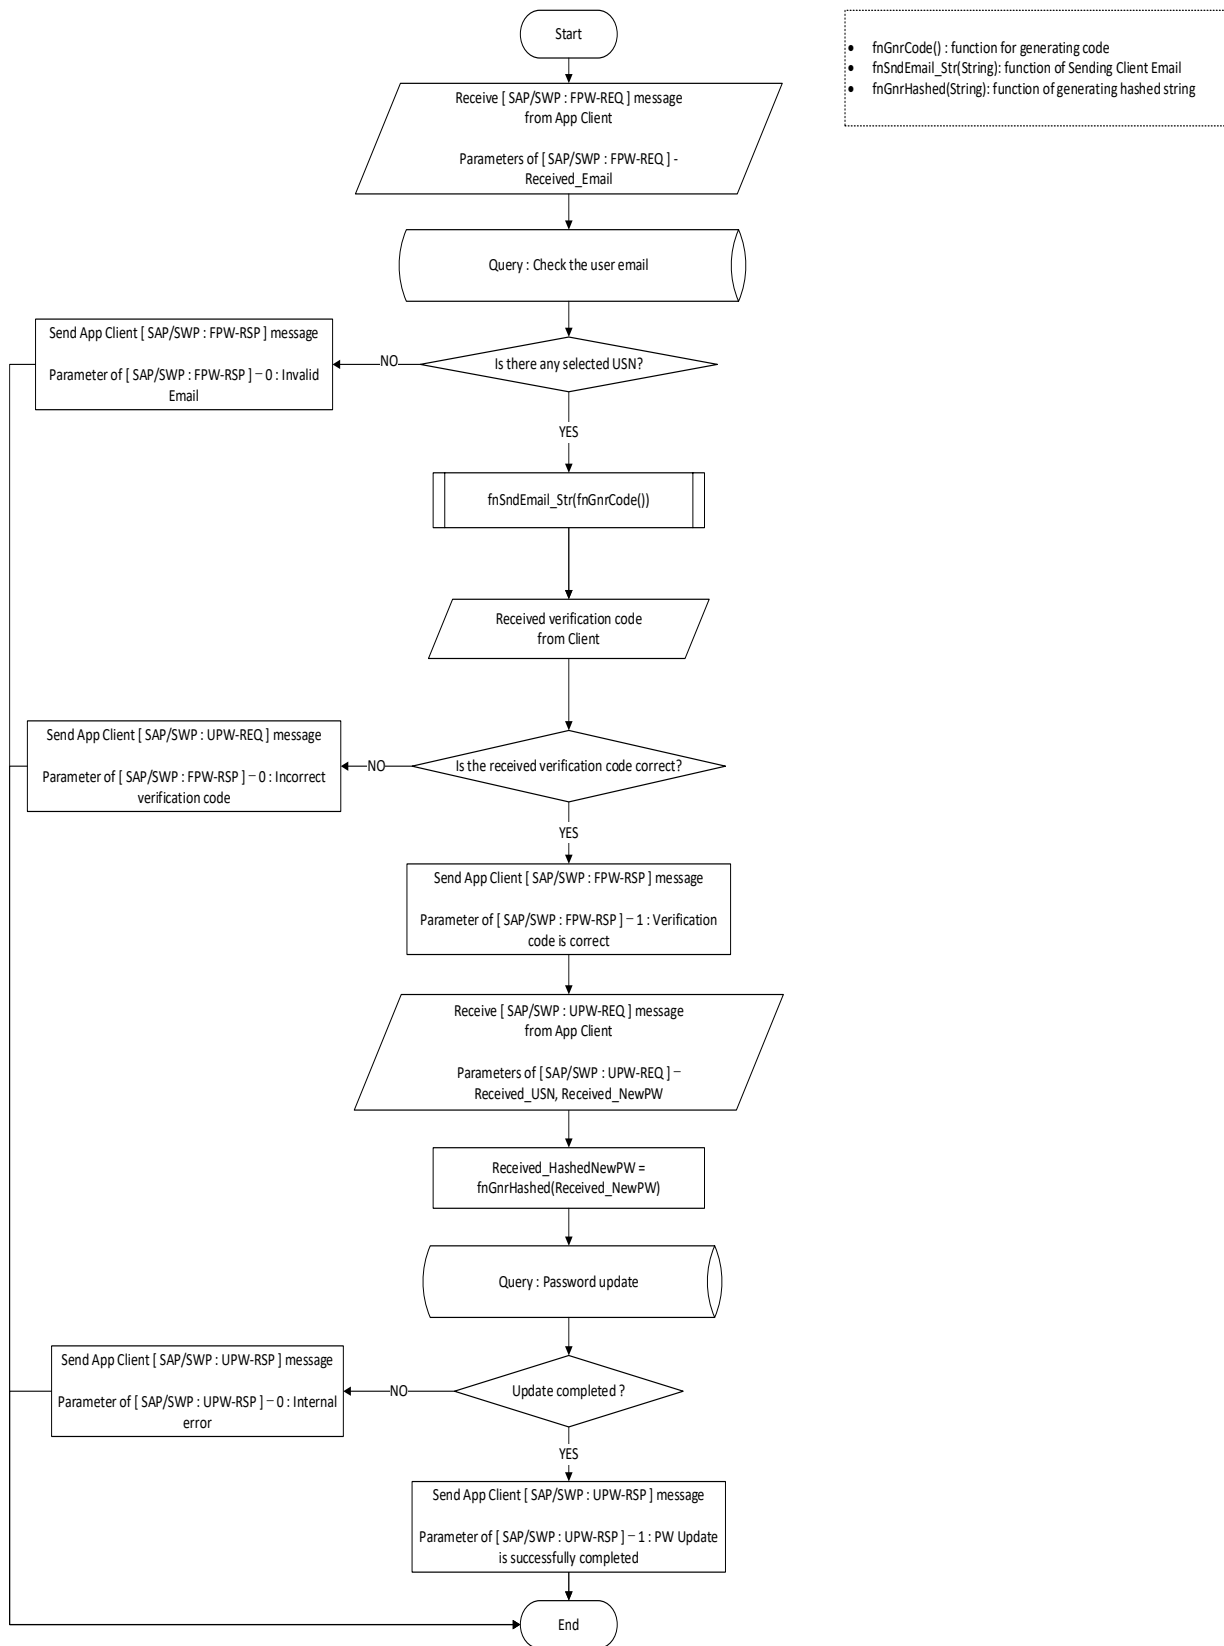 Start
fnGnrCode() : function for generating code
fnSndEmail_Str(String): function of Sending Client Email
fnGnrHashed(String): function of generating hashed string
Receive [ SAP/SWP : FPW-REQ ] message
from App Client
Parameters of [ SAP/SWP : FPW-REQ ] -
Received_Email
Query : Check the user email
Send App Client [ SAP/SWP : FPW-RSP ] message
Parameter of [ SAP/SWP : FPW-RSP ] – 0 : Invalid
Email
NO
Is there any selected USN?
YES
fnSndEmail_Str(fnGnrCode())
Received verification code
from Client
Send App Client [ SAP/SWP : UPW-REQ ] message
Parameter of [ SAP/SWP : FPW-RSP ] – 0 : Incorrect
verification code
NO
Is the received verification code correct?
YES
Send App Client [ SAP/SWP : FPW-RSP ] message
Parameter of [ SAP/SWP : FPW-RSP ] – 1 : Verification
code is correct
Receive [ SAP/SWP : UPW-REQ ] message
from App Client
Parameters of [ SAP/SWP : UPW-REQ ] –
Received_USN, Received_NewPW
Received_HashedNewPW =
fnGnrHashed(Received_NewPW)
Query : Password update
Send App Client [ SAP/SWP : UPW-RSP ] message
Parameter of [ SAP/SWP : UPW-RSP ] – 0 : Internal
error
NO
Update completed ?
YES
Send App Client [ SAP/SWP : UPW-RSP ] message
Parameter of [ SAP/SWP : UPW-RSP ] – 1 : PW Update
is successfully completed
End